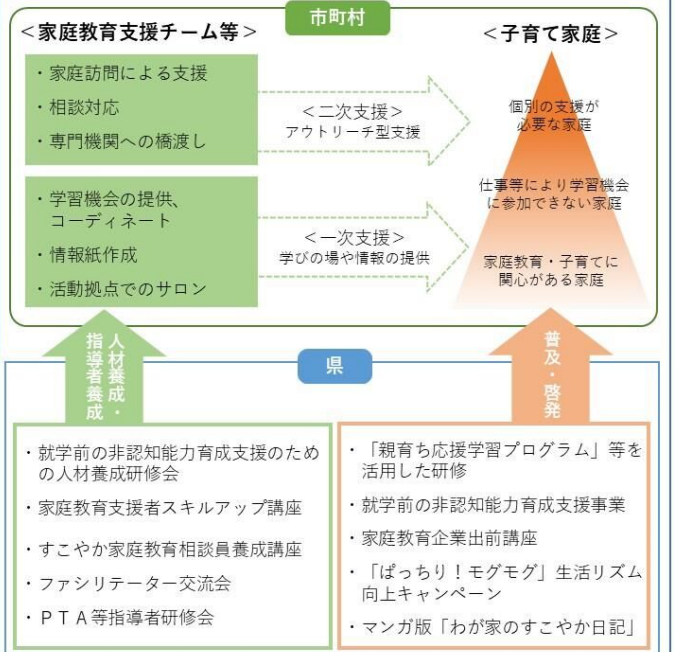 市町村
＜家庭教育支援チーム等＞
・家庭訪問による支援
・相談対応
・専門機関への橋渡し
・学習機会の提供、
コーディネート
・情報紙作成
・活動拠点でのサロン
＜二次支援＞
アウトリーチ型支援
＜一次支援＞
学びの場や情報の提供
＜子育て家庭＞
個別の支援が
必要な家庭
仕事等により学習機会
に参加できない家庭
家庭教育・子育てに
関心がある家庭
人材養成・
指導者養成
普及・啓発
県
・就学前の非認知能力育成支援のため
の人材養成研修会
・家庭教育支援者スキルアップ講座
・すこやか家庭教育相談員養成講座
・ファシリテーター交流会
・ＰＴＡ等指導者研修会
・「親育ち応援学習プログラム」等を
活用した研修
・就学前の非認知能力育成支援事業
・家庭教育企業出前講座
・「ぱっちり！モグモグ」生活リズム
向上キャンペーン
・マンガ版「わが家のすこやか日記」